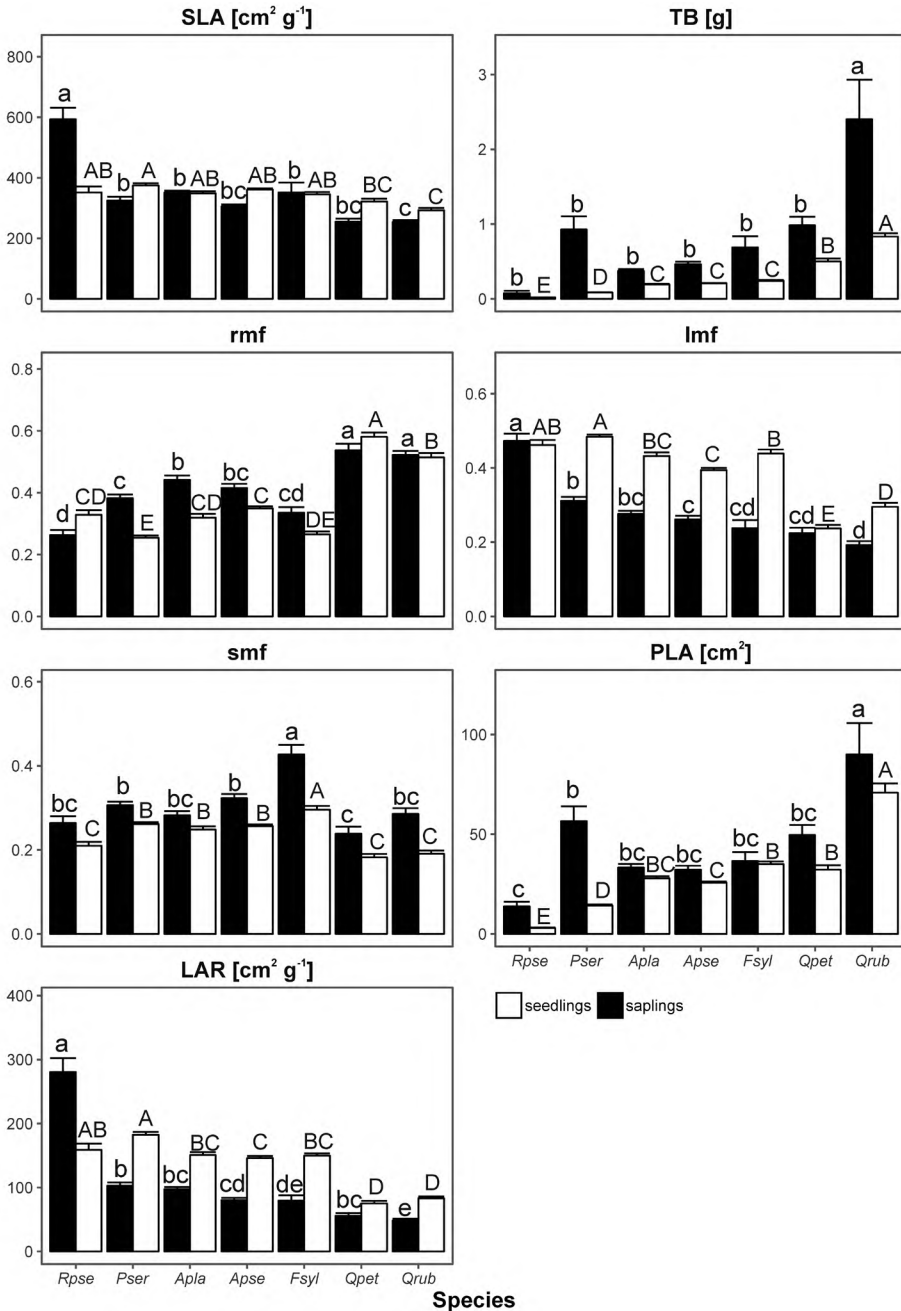 SLA [cm² g⁻¹]
800
600
400
200
0
a AB b A b AB bc AB b AB bc BC c C
TB [g]
3
2
1
0
b E b D b C b C b C b B a A
rmf
0.8
0.6
0.4
0.2
0.0
d CD c E b CD bc C cd DE a A a B
lmf
0.6
0.4
0.2
0.0
a AB b A bc BC c C cd B cd E d D
smf
0.6
0.4
0.2
0.0
bc C b B bc B b B a A c C bc C
PLA [cm²]
100
50
0
c E b D bc BC bc C bc B bc B a A
Rpse Pser Apla Apse Fsyl Qpet Qrub
seedlings saplings
LAR [cm² g⁻¹]
400
300
200
100
0
a AB b A bc BC cd C de BC bc D e D
Rpse Pser Apla Apse Fsyl Qpet Qrub
Species